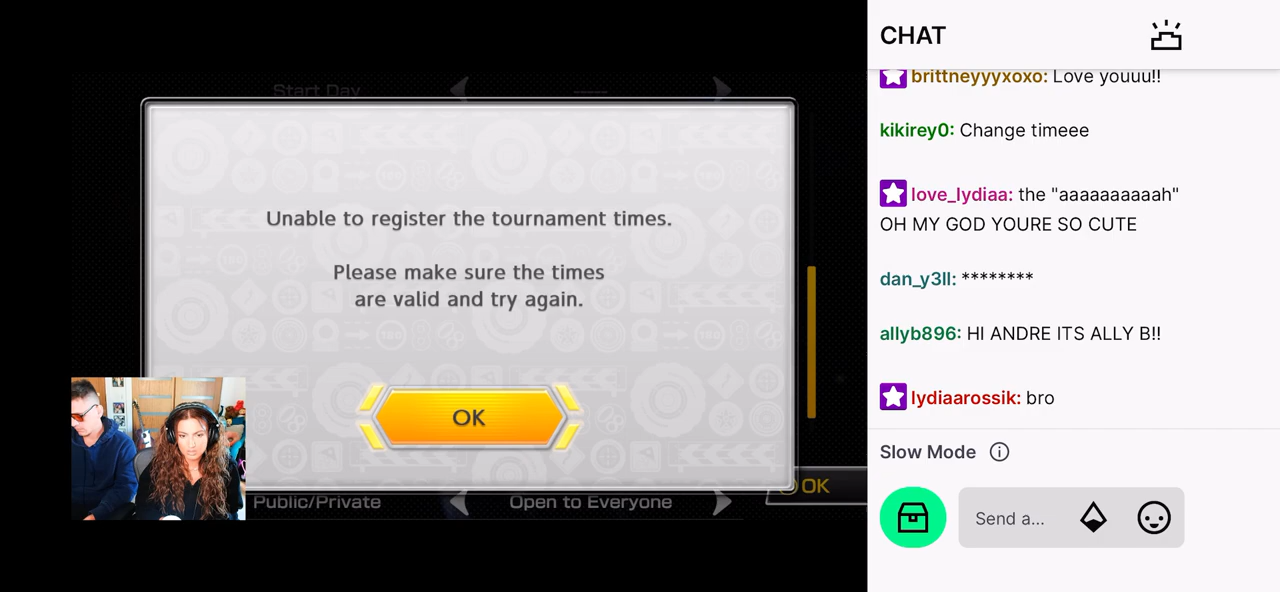 Start Day
Unable to register the tournament times.
Please make sure the times
are valid and try again.
OK
OK
Public/Private
Open to Everyone
CHAT
brittneyyyxoxo: Love youuu!!
kikirey0: Change timeee
love_lydiaa: the "aaaaaaaaaah"
OH MY GOD YOURE SO CUTE
dan_y3ll: ********
allyb896: HI ANDRE ITS ALLY B!!
lydiaarossik: bro
Slow Mode
Send a...